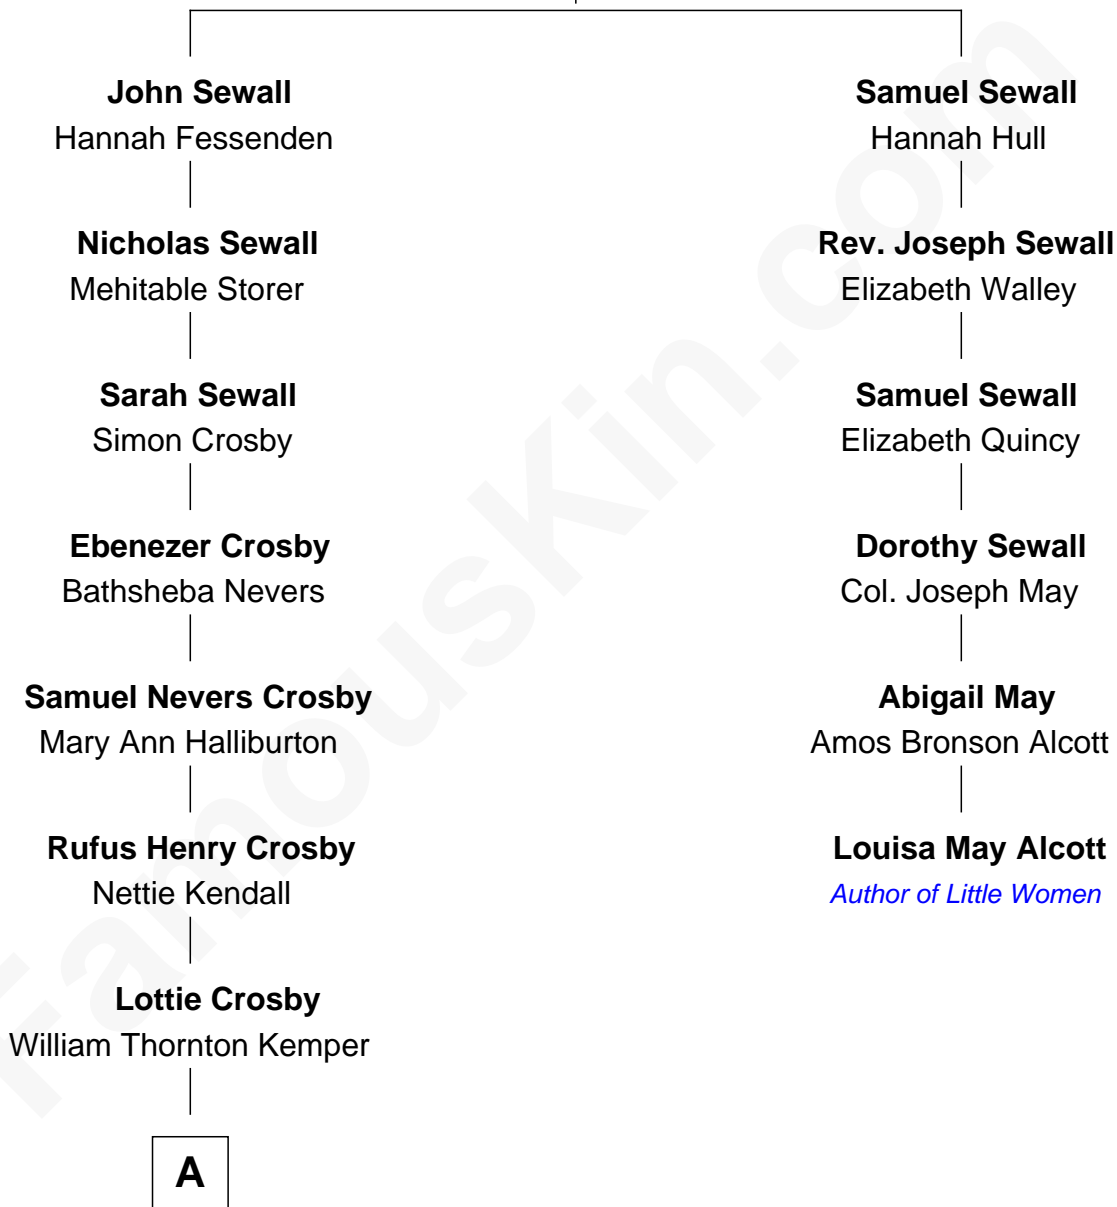 John Sewall
Hannah Fessenden
Nicholas Sewall
Mehitable Storer
Sarah Sewall
Simon Crosby
Ebenezer Crosby
Bathsheba Nevers
Samuel Nevers Crosby
Mary Ann Halliburton
Rufus Henry Crosby
Nettie Kendall
Lottie Crosby
William Thornton Kemper
A
Samuel Sewall
Hannah Hull
Rev. Joseph Sewall
Elizabeth Walley
Samuel Sewall
Elizabeth Quincy
Dorothy Sewall
Col. Joseph May
Abigail May
Amos Bronson Alcott
Louisa May Alcott
Author of Little Women
FamousKin.com